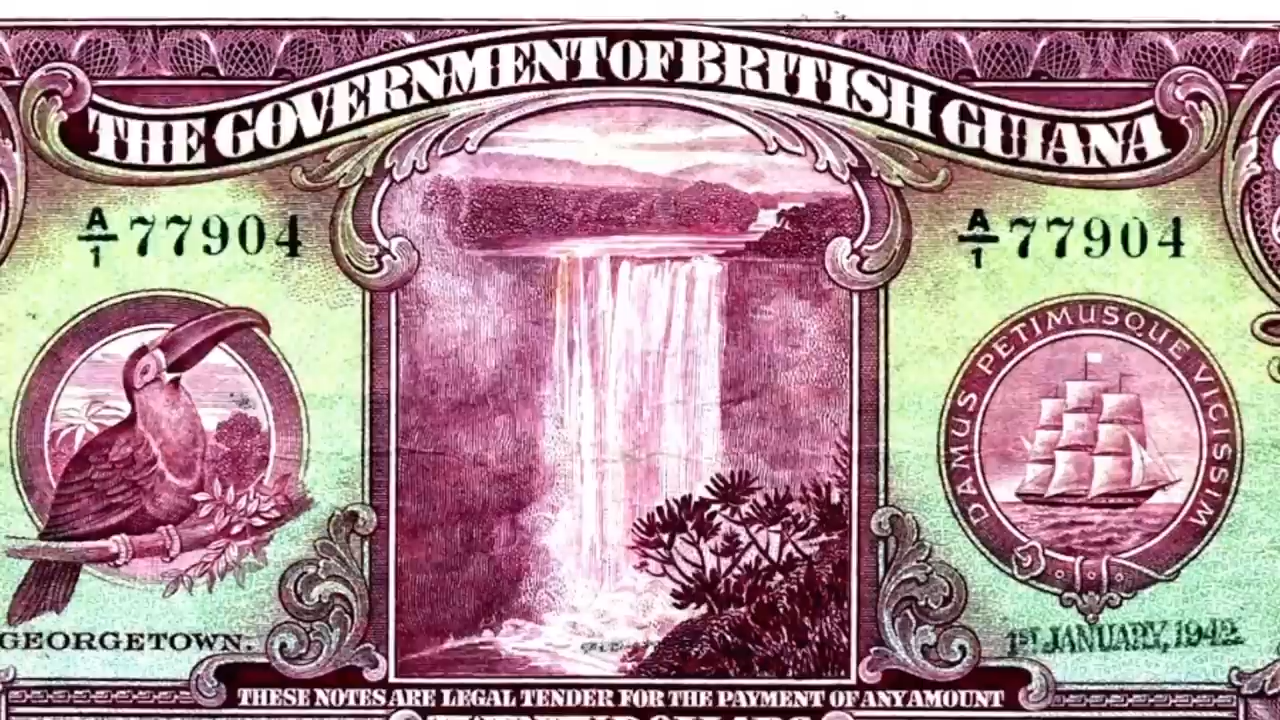 THE GOVERNMENT OF BRITISH GUIANA
A/1 77904
A/1 77904
DAMUS PETIMUSQUE VICISSIM
GEORGETOWN.
1ST JANUARY, 1942.
THESE NOTES ARE LEGAL TENDER FOR THE PAYMENT OF ANY AMOUNT
DOLLARS